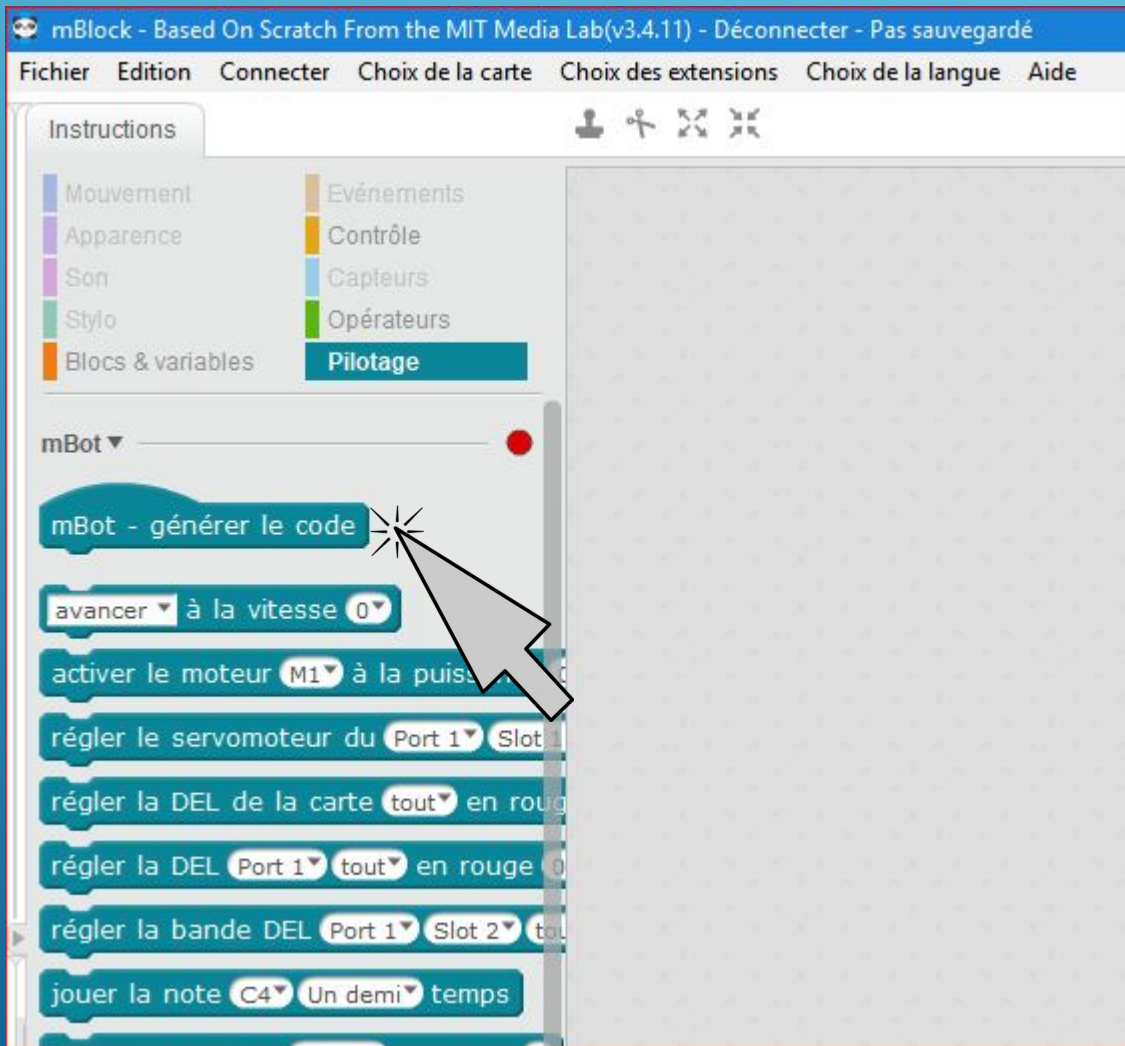 mBlock - Based On Scratch From the MIT Media Lab(v3.4.11) - Déconnecter - Pas sauvegardé
Fichier Edition Connecter Choix de la carte Choix des extensions Choix de la langue Aide
Instructions
Mouvement Evénements
Apparence Contrôle
Son Capteurs
Stylo Opérateurs
Blocs & variables Pilotage
mBot
mBot - générer le code
avancer à la vitesse 0
activer le moteur M1 à la
régler le servomoteur du Port 1 Slot 1
régler la DEL de la carte tout en
régler la DEL Port 1 tout en rouge 0
régler la bande DEL Port 1 Slot 2
jouer la note C4 Un demi temps